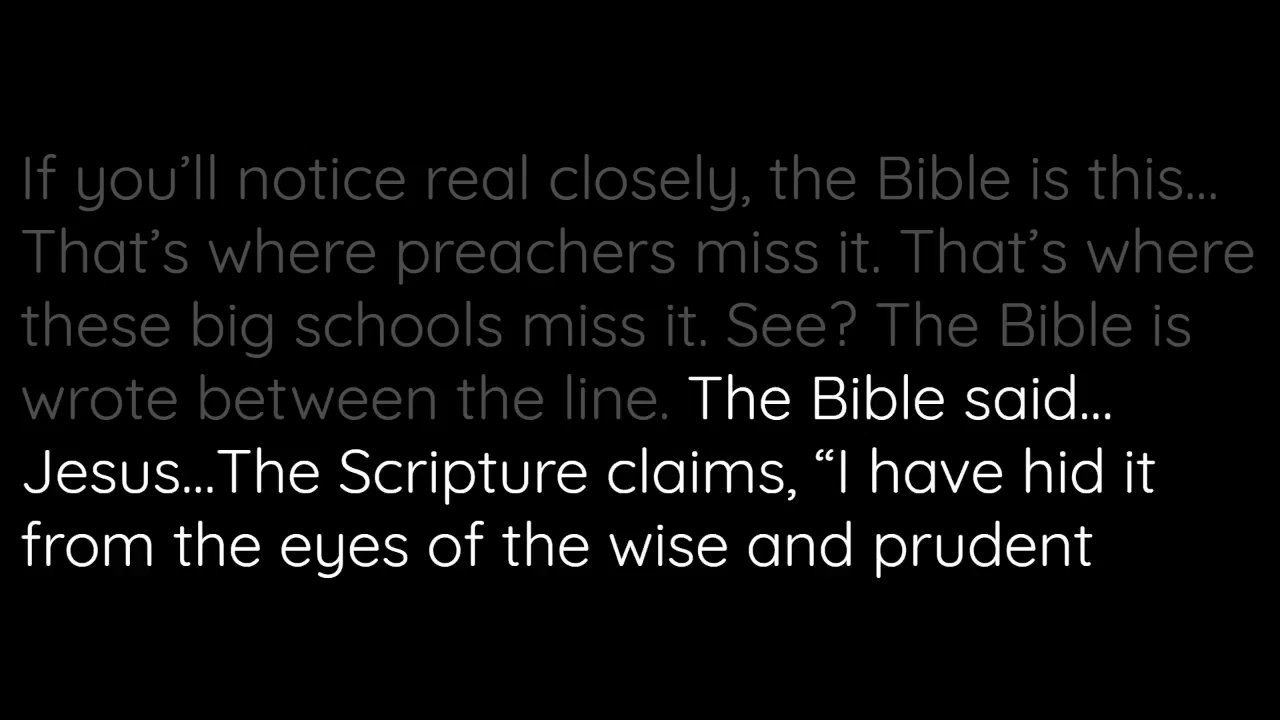 If you’ll notice real closely, the Bible is this...
That’s where preachers miss it. That’s where
these big schools miss it. See? The Bible is
wrote between the line. The Bible said...
Jesus...The Scripture claims, “I have hid it
from the eyes of the wise and prudent